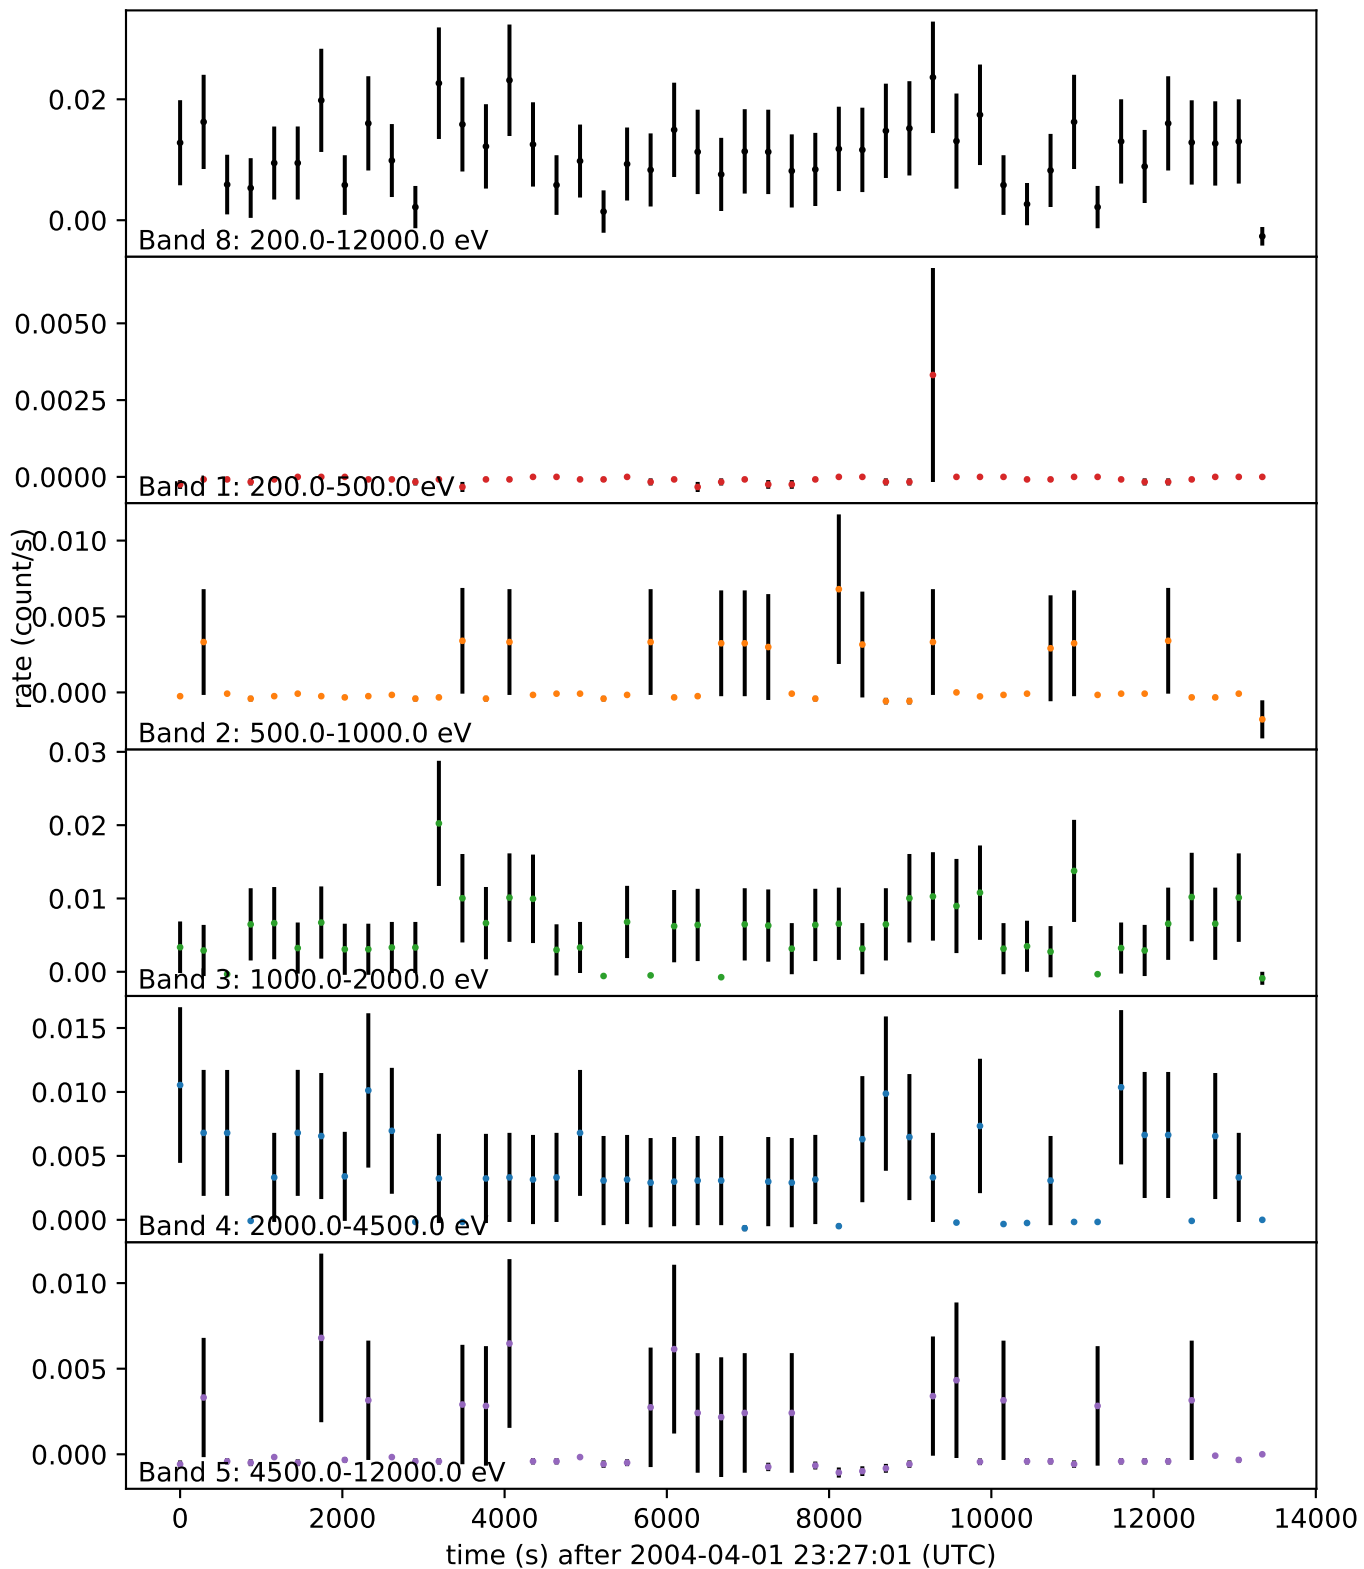 0.02
0.00
Band 8: 200.0-12000.0 eV
0.0050
0.0025
0.0000
Band 1: 200.0-500.0 eV
rate (count/s)
0.010
0.005
0.000
Band 2: 500.0-1000.0 eV
0.03
0.02
0.01
0.00
Band 3: 1000.0-2000.0 eV
0.015
0.010
0.005
0.000
Band 4: 2000.0-4500.0 eV
0.010
0.005
0.000
Band 5: 4500.0-12000.0 eV
0 2000 4000 6000 8000 10000 12000 14000
time (s) after 2004-04-01 23:27:01 (UTC)